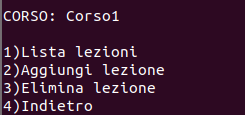 CORSO: Corso1
1)Lista lezioni
2)Aggiungi lezione
3)Elimina lezione
4)Indietro